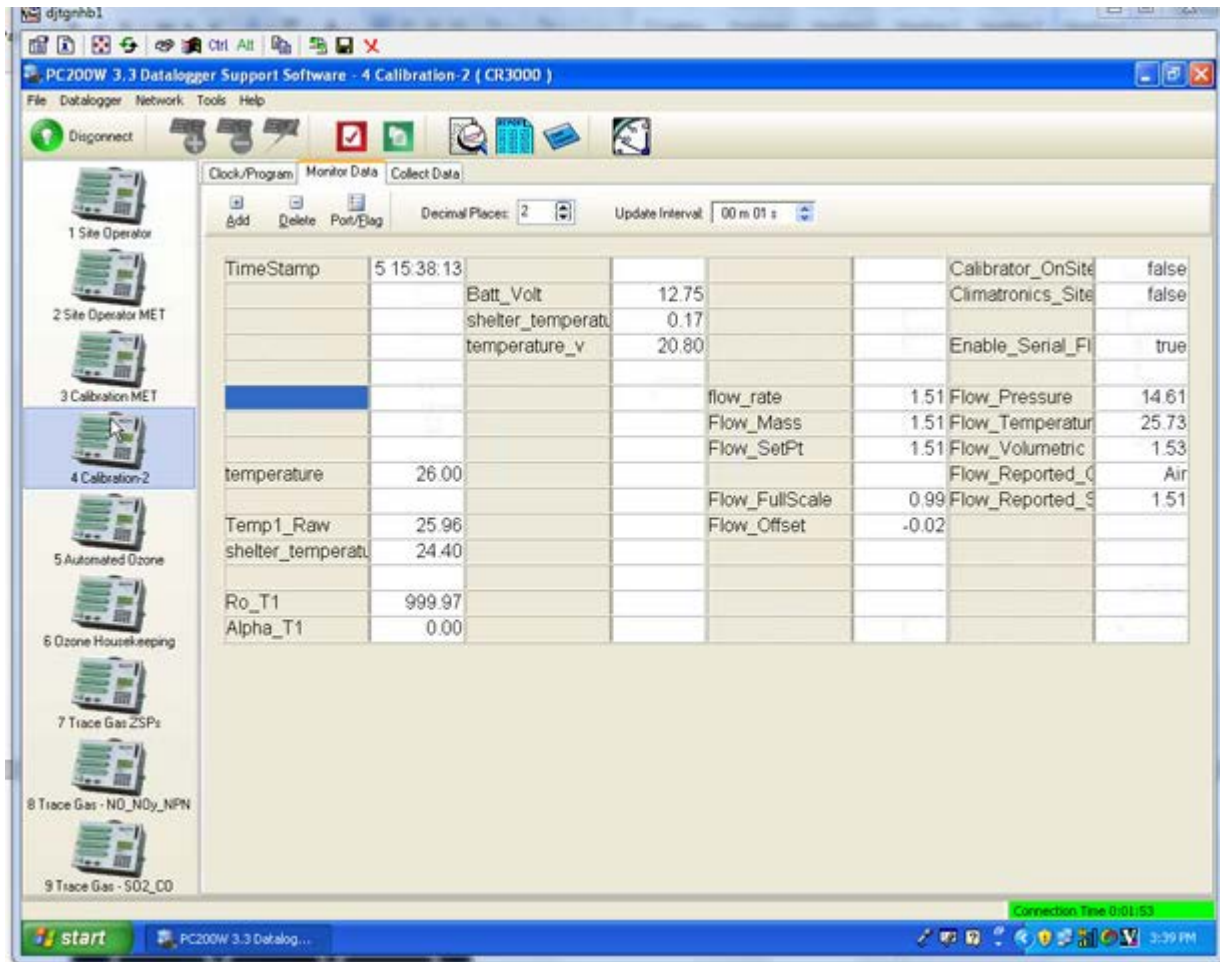 djtgnhb1
Ctrl Alt
PC200W 3.3 Datalogger Support Software - 4 Calibration-2 ( CR3000 )
File Datalogger Network Tools Help
Disconnect
Clock/Program Monitor Data Collect Data
Add Delete Port/Flag Decimal Places: 2 Update Interval: 00 m 01 s
1 Site Operator
2 Site Operator MET
3 Calibration MET
4 Calibration-2
5 Automated Ozone
6 Ozone Housekeeping
7 Trace Gas ZSPs
8 Trace Gas - NO_NOy_NPN
9 Trace Gas - SO2_CO
TimeStamp 5 15:38:13 Calibrator_OnSite false
Batt_Volt 12.75 Climatronics_Site false
shelter_temperatu 0.17
temperature_v 20.80 Enable_Serial_Fl true
flow_rate 1.51 Flow_Pressure 14.61
Flow_Mass 1.51 Flow_Temperatur 25.73
Flow_SetPt 1.51 Flow_Volumetric 1.53
temperature 26.00 Flow_Reported_G Air
Flow_FullScale 0.99 Flow_Reported_S 1.51
Temp1_Raw 25.96 Flow_Offset -0.02
shelter_temperatu 24.40
Ro_T1 999.97
Alpha_T1 0.00
Connection Time 0:01:53
start PC200W 3.3 Datalog... 3:39 PM